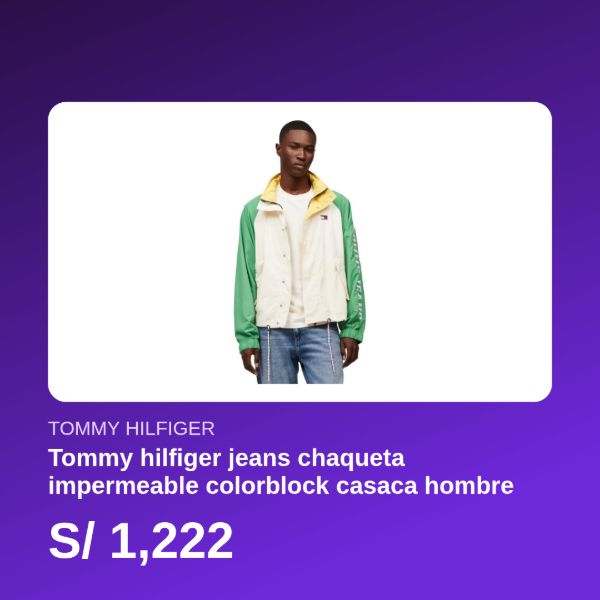 TOMMY HILFIGER
Tommy hilfiger jeans chaqueta
impermeable colorblock casaca hombre
S/ 1,222